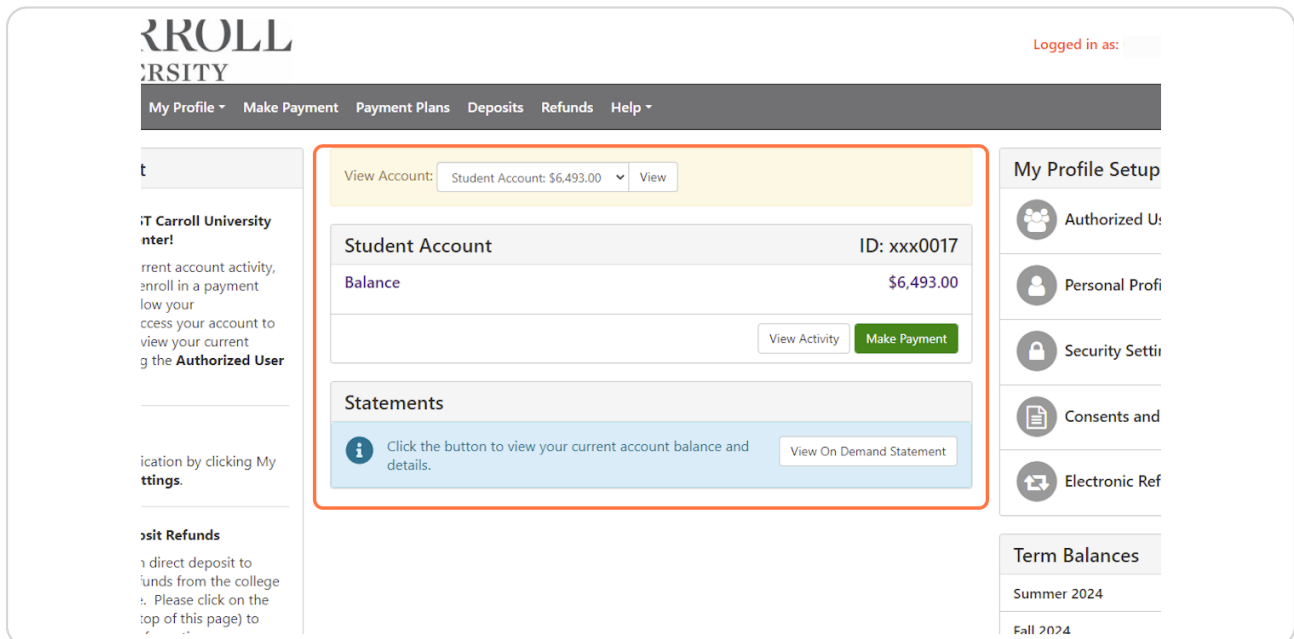 RROLL
ERSITY
Logged in as:
My Profile Make Payment Payment Plans Deposits Refunds Help
t
ST Carroll University
enter!
rrent account activity,
enroll in a payment
low your
ccess your account to
view your current
g the Authorized User
ication by clicking My
ttings.
osit Refunds
n direct deposit to
funds from the college
e. Please click on the
top of this page) to
View Account: Student Account: $6,493.00 View
Student Account ID: xxx0017
Balance $6,493.00
View Activity Make Payment
Statements
Click the button to view your current account balance and
details.
View On Demand Statement
My Profile Setup
Authorized Us
Personal Profi
Security Settin
Consents and
Electronic Ref
Term Balances
Summer 2024
Fall 2024